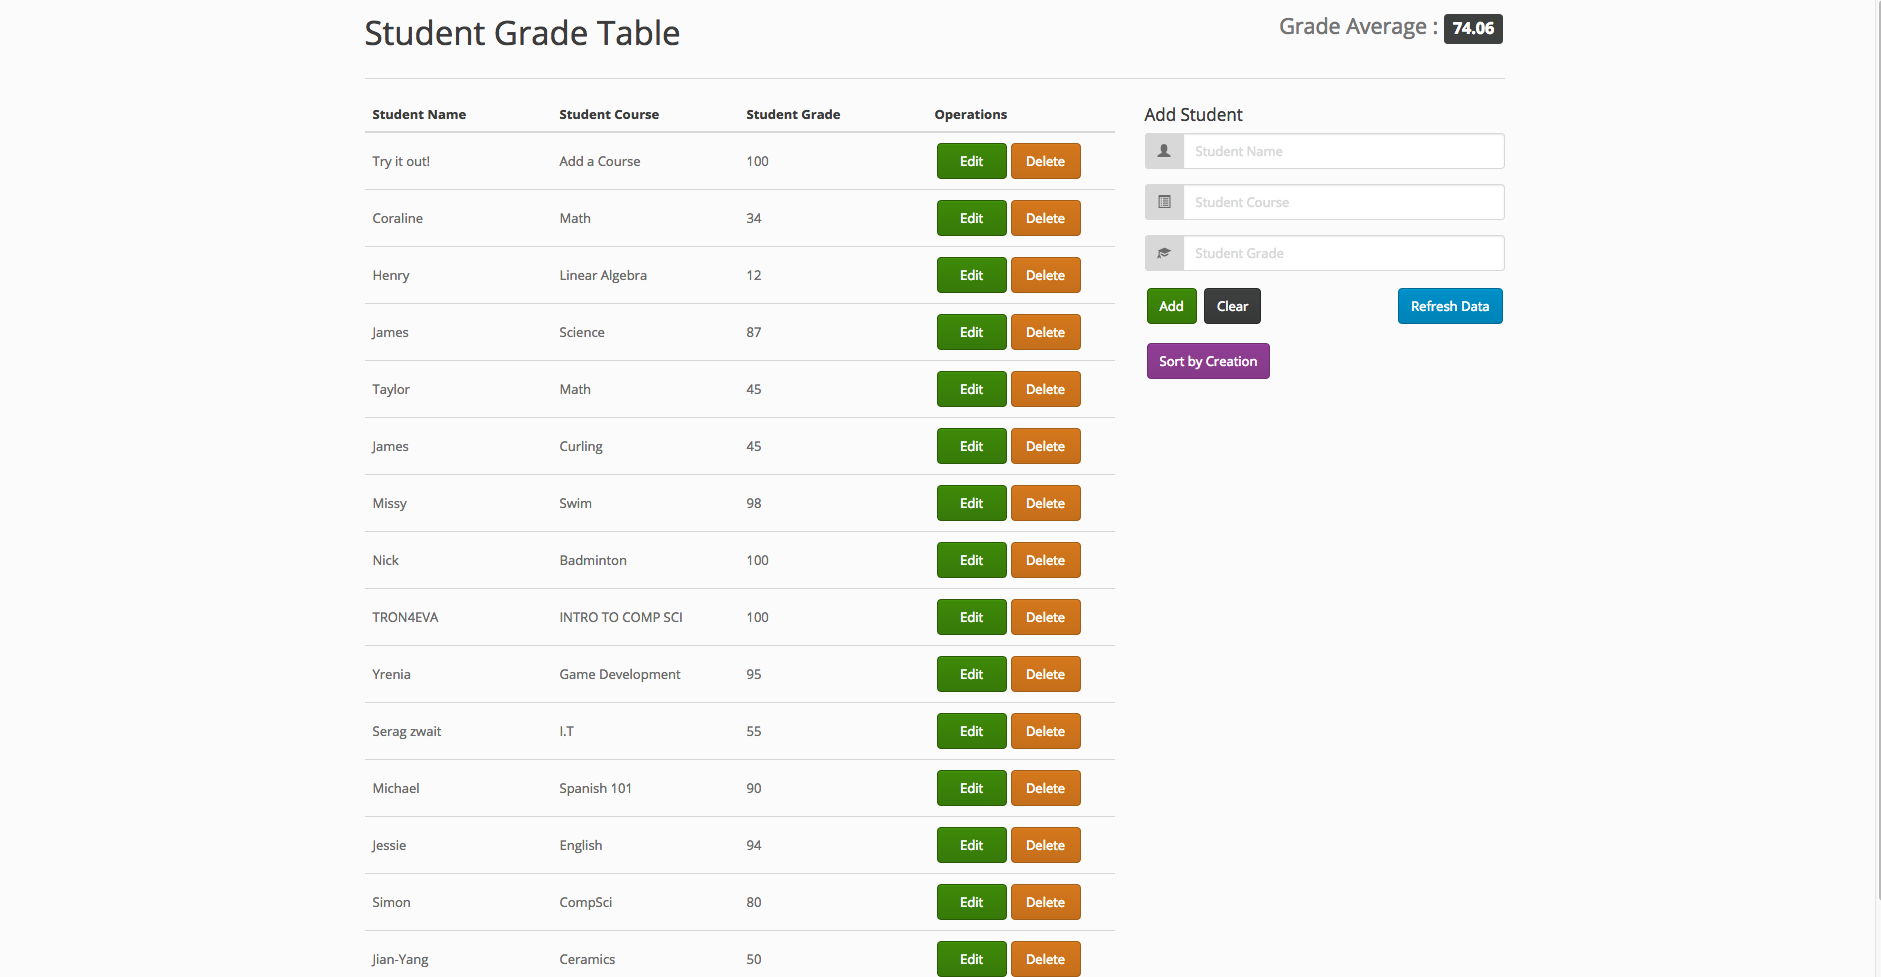 Student Grade Table
Grade Average : 74.06
Student Name Student Course Student Grade Operations
Try it out! Add a Course 100 Edit Delete
Coraline Math 34 Edit Delete
Henry Linear Algebra 12 Edit Delete
James Science 87 Edit Delete
Taylor Math 45 Edit Delete
James Curling 45 Edit Delete
Missy Swim 98 Edit Delete
Nick Badminton 100 Edit Delete
TRON4EVA INTRO TO COMP SCI 100 Edit Delete
Yrenia Game Development 95 Edit Delete
Serag zwait I.T 55 Edit Delete
Michael Spanish 101 90 Edit Delete
Jessie English 94 Edit Delete
Simon CompSci 80 Edit Delete
Jian-Yang Ceramics 50 Edit Delete
Add Student
Student Name
Student Course
Student Grade
Add Clear Refresh Data
Sort by Creation